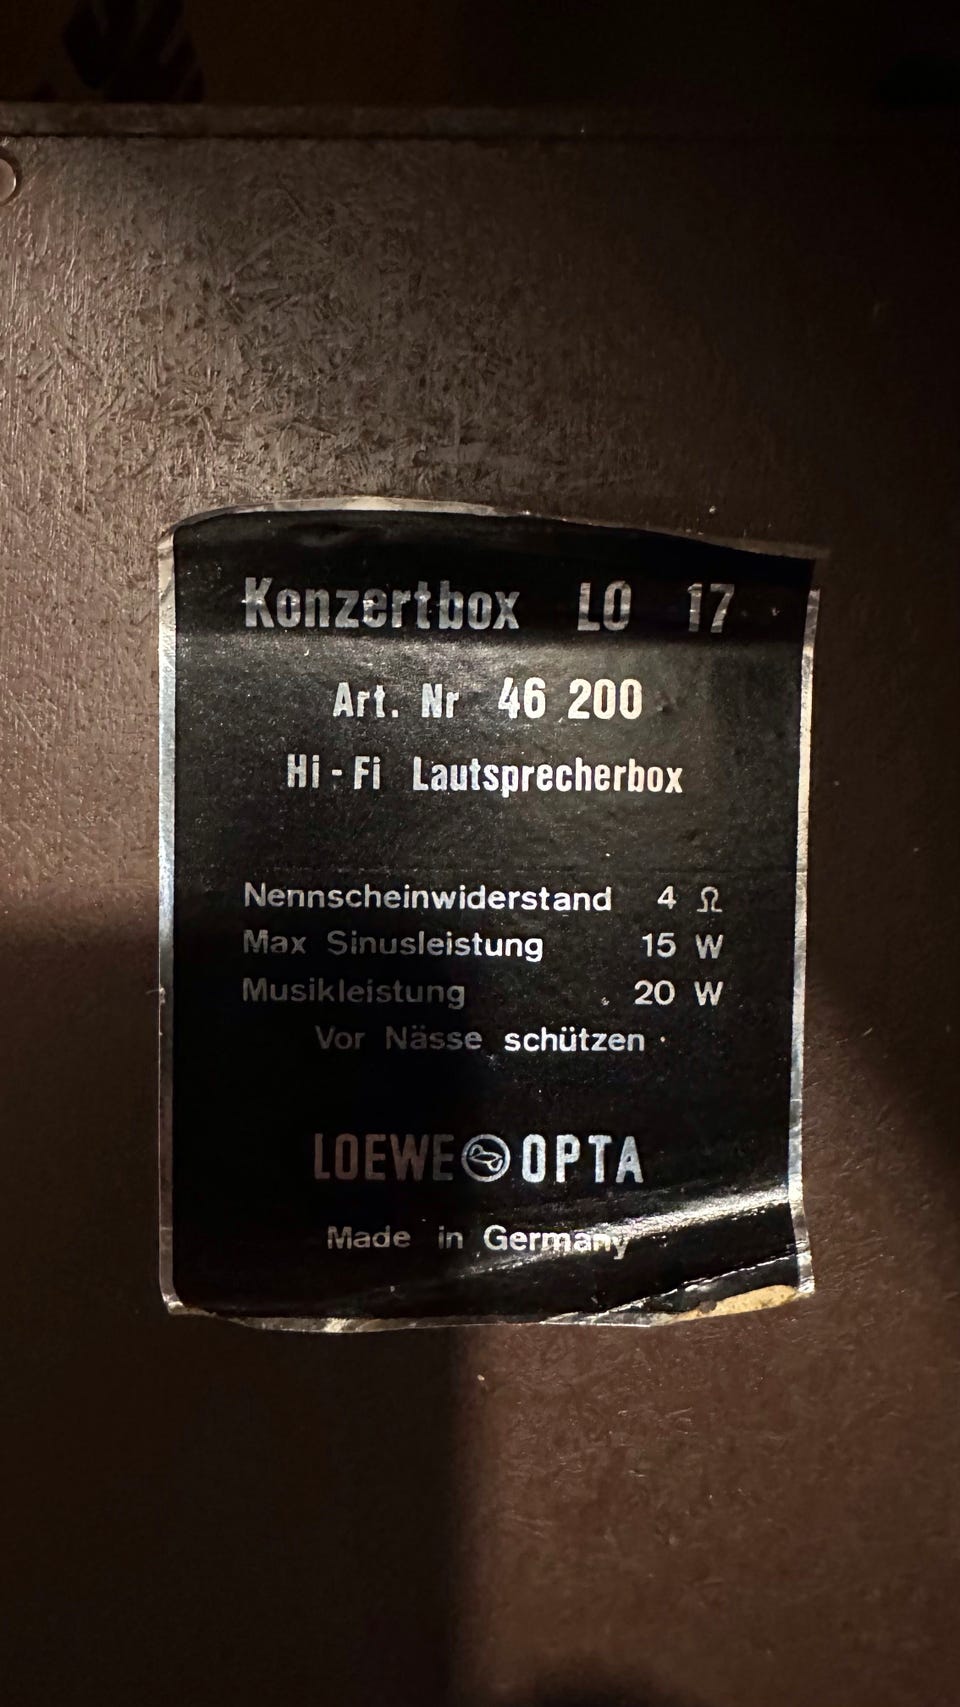 Konzertbox LO 17
Art. Nr 46 200
Hi-Fi Lautsprecherbox
Nennscheinwiderstand 4 Ω
Max Sinusleistung 15 W
Musikleistung 20 W
Vor Nässe schützen
LOEWE OPTA
Made in Germany